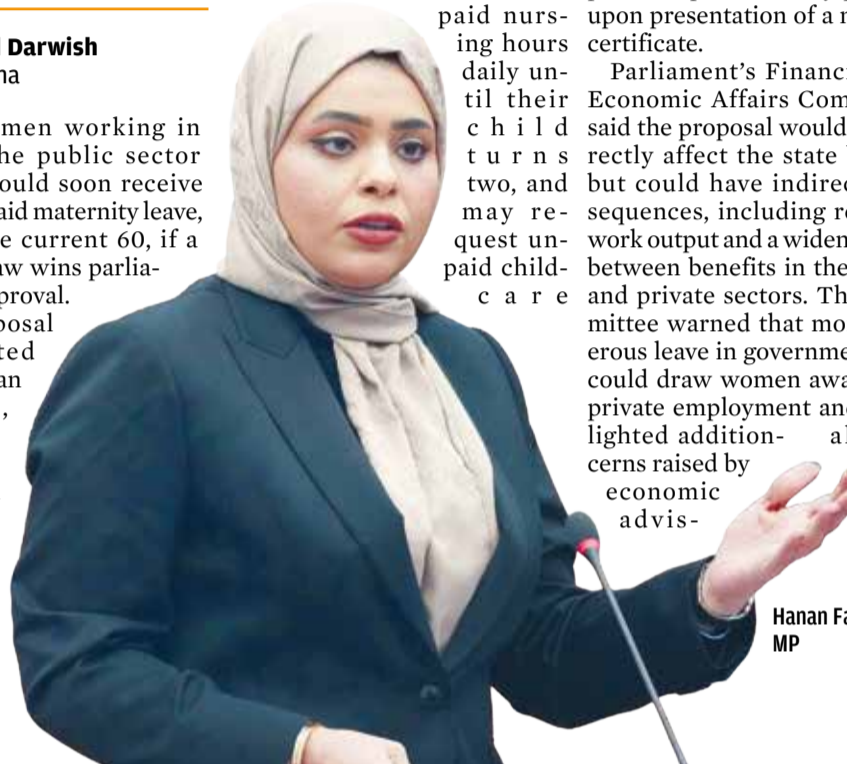 Darwish
men working in
he public sector
ould soon receive
aid maternity leave,
e current 60, if a
aw wins parlia-
proval.
posal
ted
an
,
paid nurs-
ing hours
daily un-
til their
child
turns
two, and
may re-
quest un-
paid child-
care
upon presentation of a
certificate.
Parliament's Financi
Economic Affairs Com
said the proposal would
rectly affect the state
but could have indirec
sequences, including re
work output and a widen
between benefits in the
and private sectors. Th
mittee warned that mo
erous leave in governme
could draw women awa
private employment and
lighted addition- al
cerns raised by
economic
advis-
Hanan Fa
MP